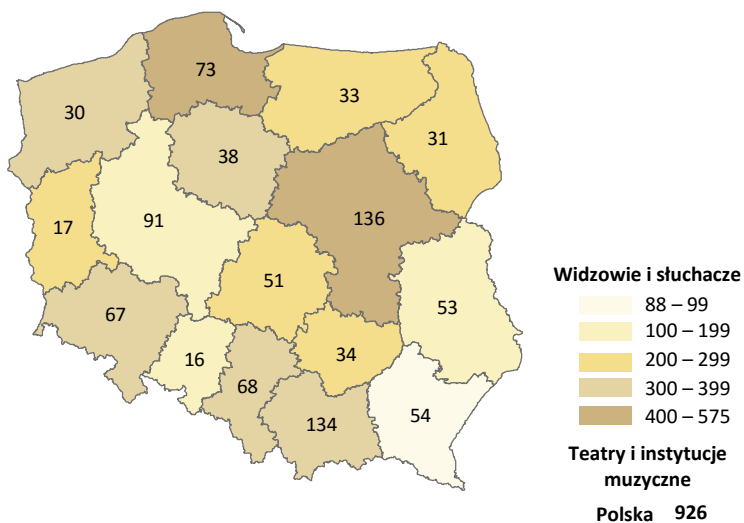 73
33
30
31
38
91
136
17
51
53
67
16
34
68
54
134
Widzowie i słuchacze
88 – 99
100 – 199
200 – 299
300 – 399
400 – 575
Teatry i instytucje
muzyczne
Polska 926